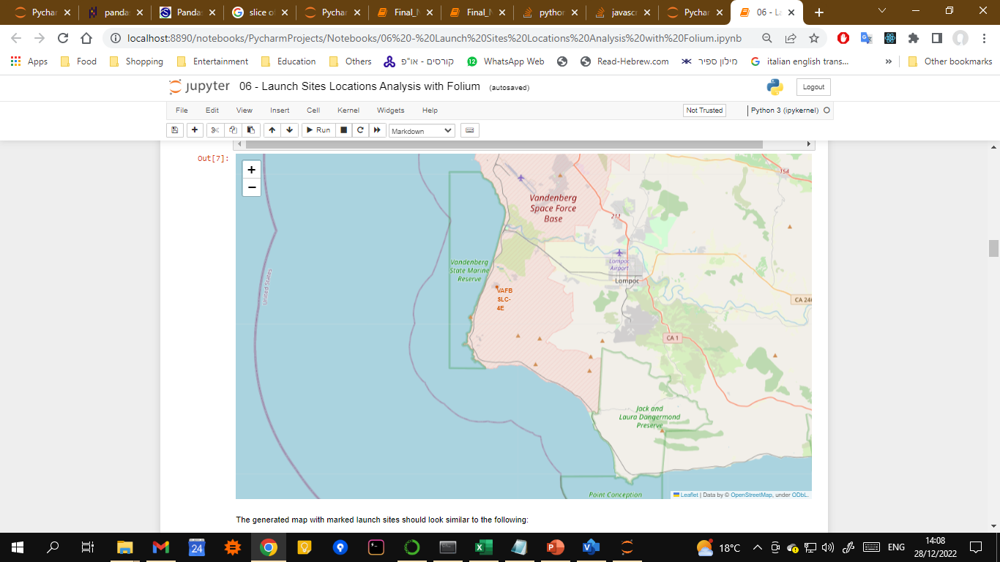 Pychar
panda
Panda
slice o
Pychar
Final_N
Final_N
python
javasc
Pychar
06 - La
localhost:8890/notebooks/PycharmProjects/Notebooks/06%20-%20Launch%20Sites%20Locations%20Analysis%20with%20Folium.ipynb
Apps
Food
Shopping
Entertainment
Education
Others
קורסים - או"פ
12
WhatsApp Web
Read-Hebrew.com
מילון ספיר
italian english trans...
»
Other bookmarks
jupyter
06 - Launch Sites Locations Analysis with Folium (autosaved)
Logout
File Edit View Insert Cell Kernel Widgets Help
Not Trusted
Python 3 (ipykernel)
Run
Markdown
Out[7]:
+
−
154
Vandenberg
Space Force
Base
211
Vandenberg
State Marine
Reserve
Lompoc
Airport
Lompoc
United States
VAFB
SLC-
4E
CA 246
CA 1
Jack and
Laura Dangermond
Preserve
Point Conception
Leaflet | Data by © OpenStreetMap, under ODbL.
The generated map with marked launch sites should look similar to the following:
24
18°C
ENG
14:08
28/12/2022